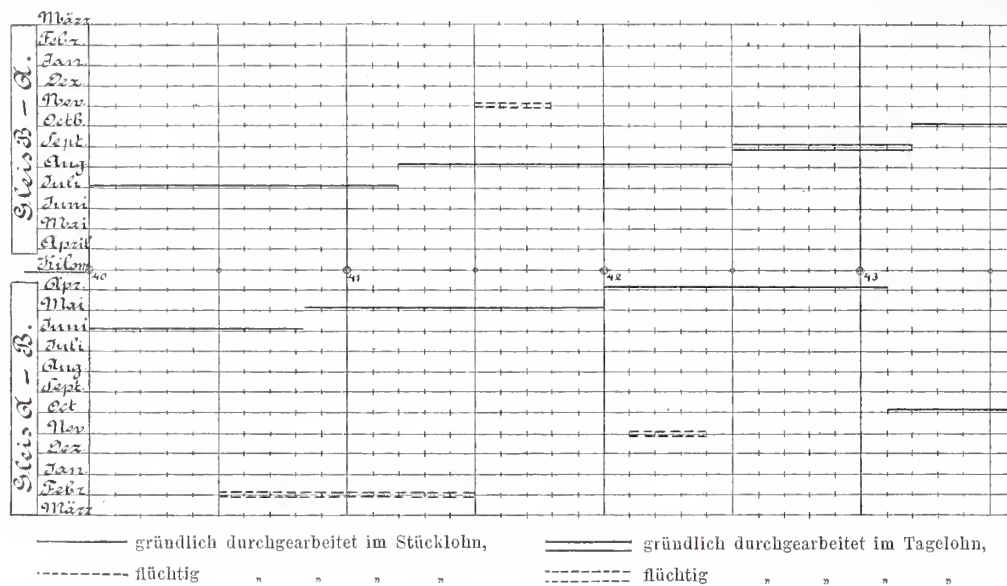 Gleis B – A.
März
Febr
Jan.
Dez
Nov.
Octb.
Sept.
Aug
Juli
Juni
Mai
April
Kilom
40
41
42
43
Gleis A – B.
Apr.
Mai
Juni
Juli
Aug.
Sept.
Oct
Nov
Dez
Jan.
Febr
März
gründlich durchgearbeitet im Stücklohn,
gründlich durchgearbeitet im Tagelohn,
flüchtig " " " "
flüchtig " " " "